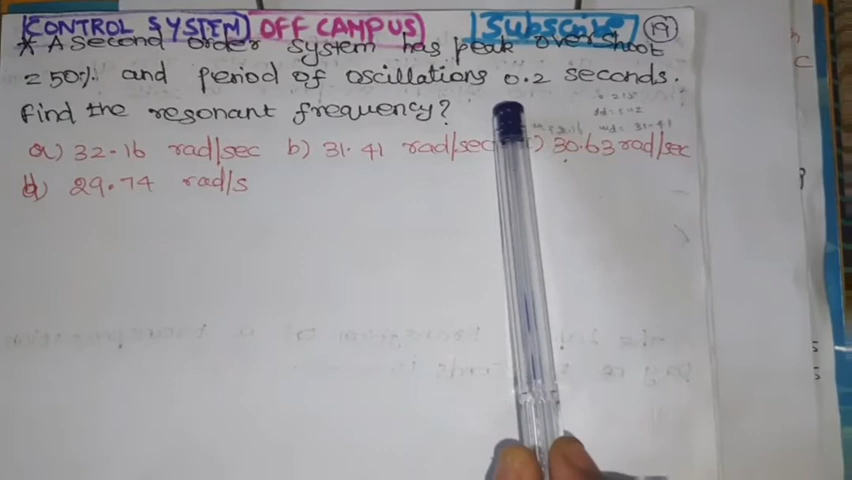 CONTROL SYSTEM OFF CAMPUS Subscribe 19
* A second order system has peak overshoot
= 50% and period of oscillations 0.2 seconds.
Find the resonant frequency?
a) 32.16 rad/sec b) 31.41 rad/sec c) 30.63 rad/sec
d) 29.74 rad/s